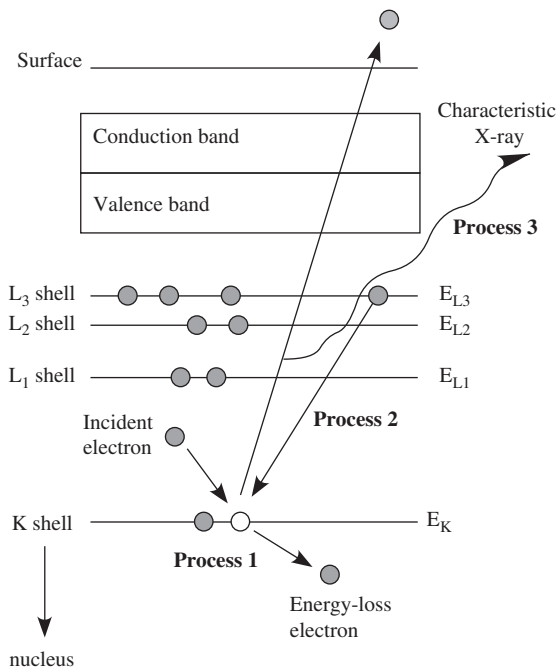 Surface
Characteristic
X-ray
Conduction band
Valence band
Process 3
L₃ shell
E_L3
L₂ shell
E_L2
L₁ shell
E_L1
Process 2
Incident
electron
K shell
E_K
Process 1
Energy-loss
electron
nucleus